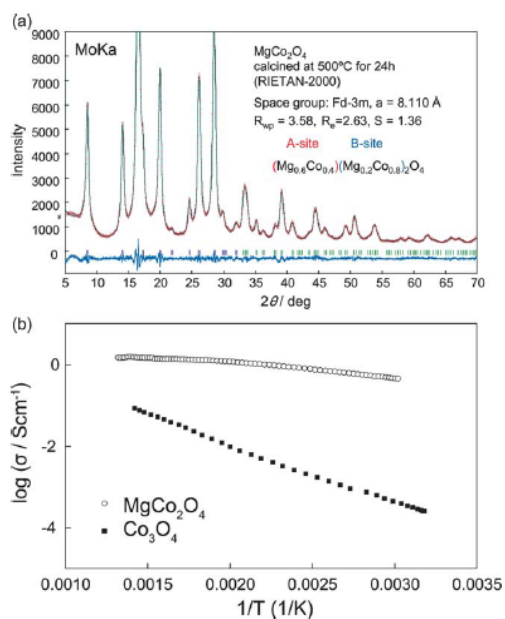 (a)
MoKa
MgCo₂O₄
calcined at 500ºC for 24h
(RIETAN-2000)
Space group: Fd-3m, a = 8.110 Å
Rwp = 3.58, Re=2.63, S = 1.36
A-site B-site
(Mg0.6Co0.4)(Mg0.2Co0.8)2O4
Intensity
9000
8000
7000
6000
5000
4000
3000
2000
1000
0
5 10 15 20 25 30 35 40 45 50 55 60 65 70
2θ/ deg
(b)
log (σ / Scm⁻¹)
0
-2
-4
MgCo₂O₄
Co₃O₄
0.0010 0.0015 0.0020 0.0025 0.0030 0.0035
1/T (1/K)